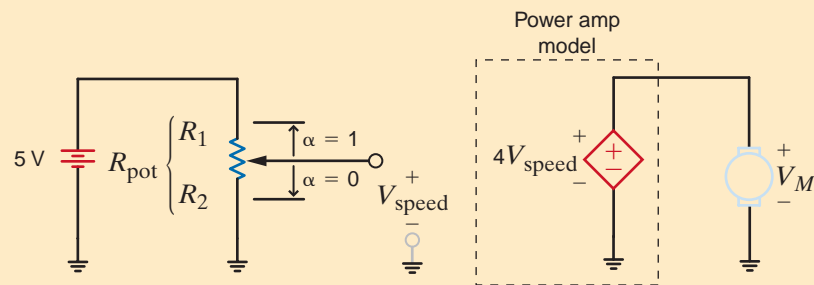 Power amp
model
5 V
R_pot
R_1
R_2
α = 1
α = 0
+
V_speed
−
+
4V_speed
−
+
−
+
V_M
−